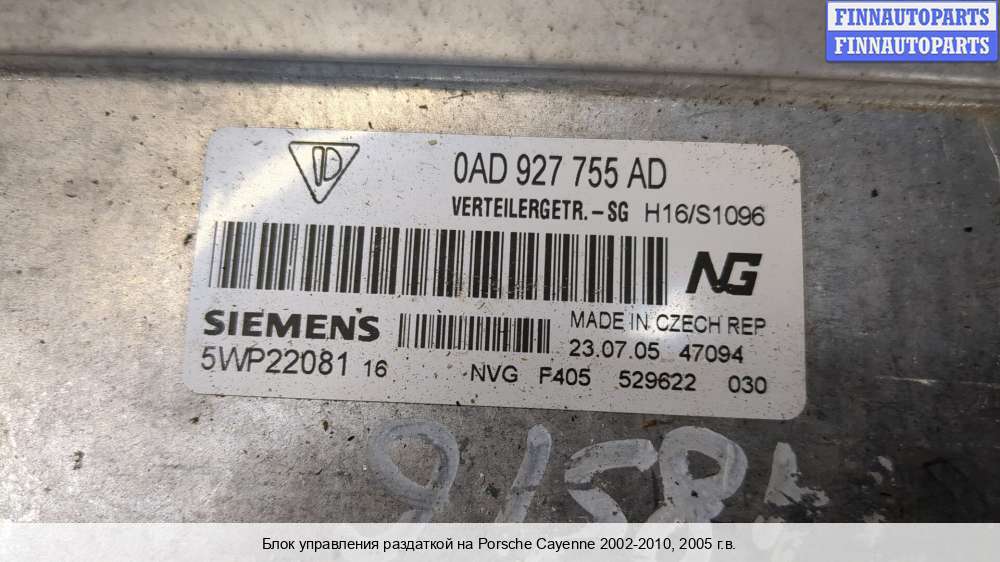 FINNAUTOPARTS
FINNAUTOPARTS
0AD 927 755 AD
VERTEILERGETR.-SG H16/S1096
NG
SIEMENS
H
MADE IN CZECH REP
5WP22081 16
23.07.05 47094
NVG F405 529622 030
Блок управления раздаткой на Porsche Cayenne 2002-2010, 2005 г.в.